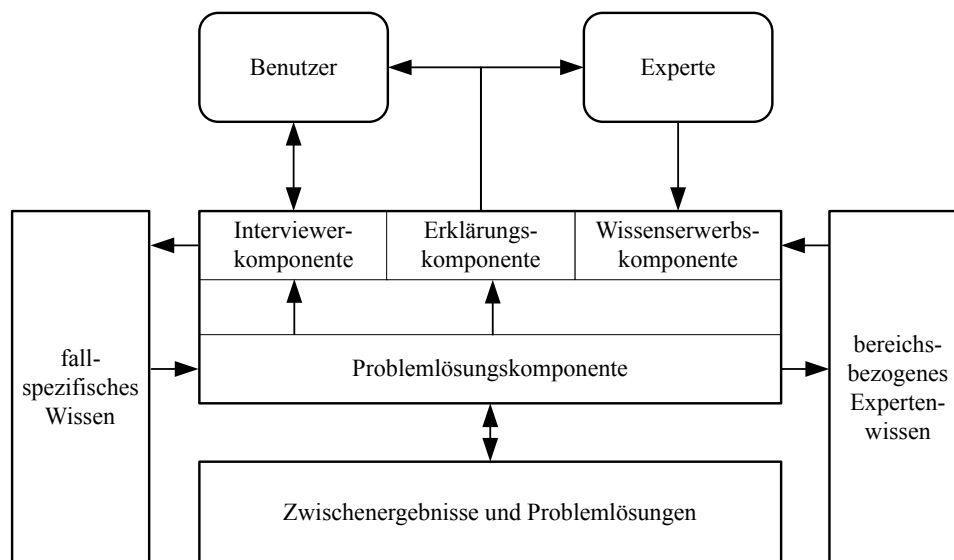 Benutzer
Experte
Interviewer-
komponente
Erklärungs-
komponente
Wissenserwerbs-
komponente
fall-
spezifisches
Wissen
Problemlösungskomponente
bereichs-
bezogenes
Experten-
wissen
Zwischenergebnisse und Problemlösungen